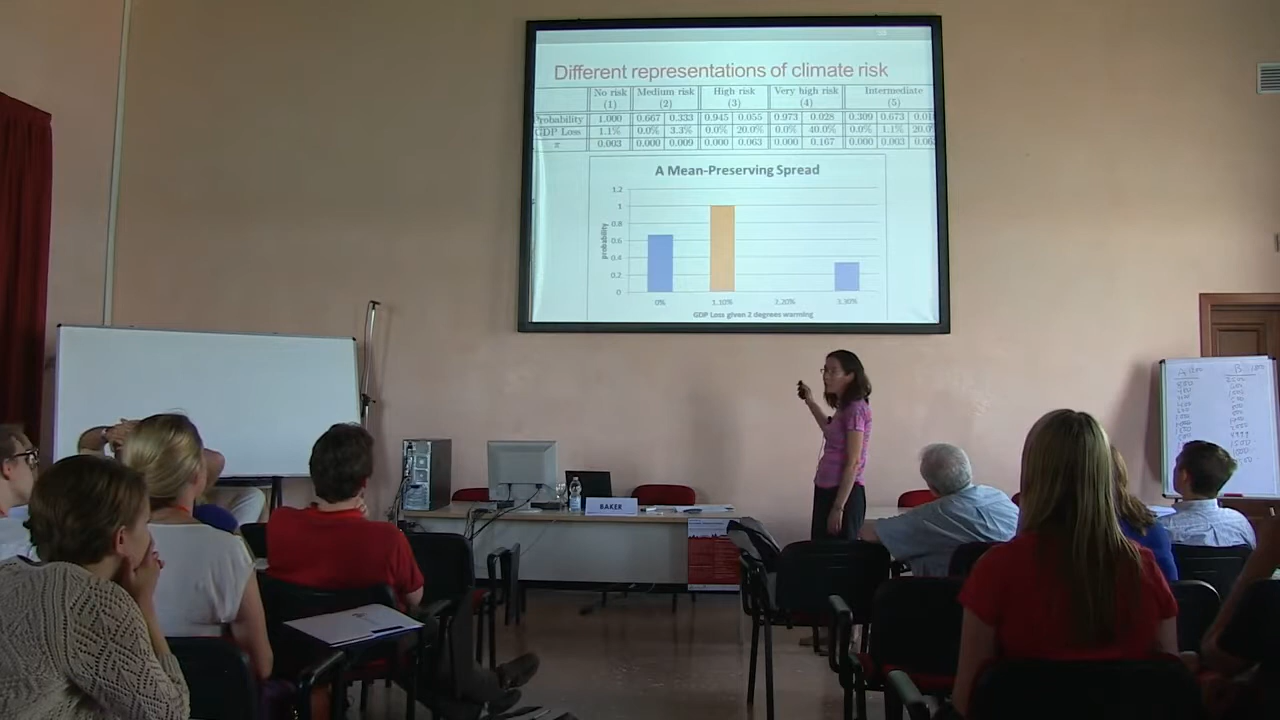 Different representations of climate risk
No risk Medium risk High risk Very high risk Intermediate
(1) (2) (3) (4) (5)
Probability 1.000 0.667 0.333 0.945 0.055 0.973 0.028 0.309 0.673
GDP Loss 1.1% 0.0% 3.3% 0.0% 20.0% 0.0% 40.0% 0.0% 1.1% 20.0
π 0.003 0.000 0.009 0.000 0.063 0.000 0.167 0.000 0.003
A Mean-Preserving Spread
1.2
1
0.8
0.6
0.4
0.2
0
probability
0% 1.10% 2.20% 3.30%
GDP Loss given 2 degrees warming
BAKER
A
B